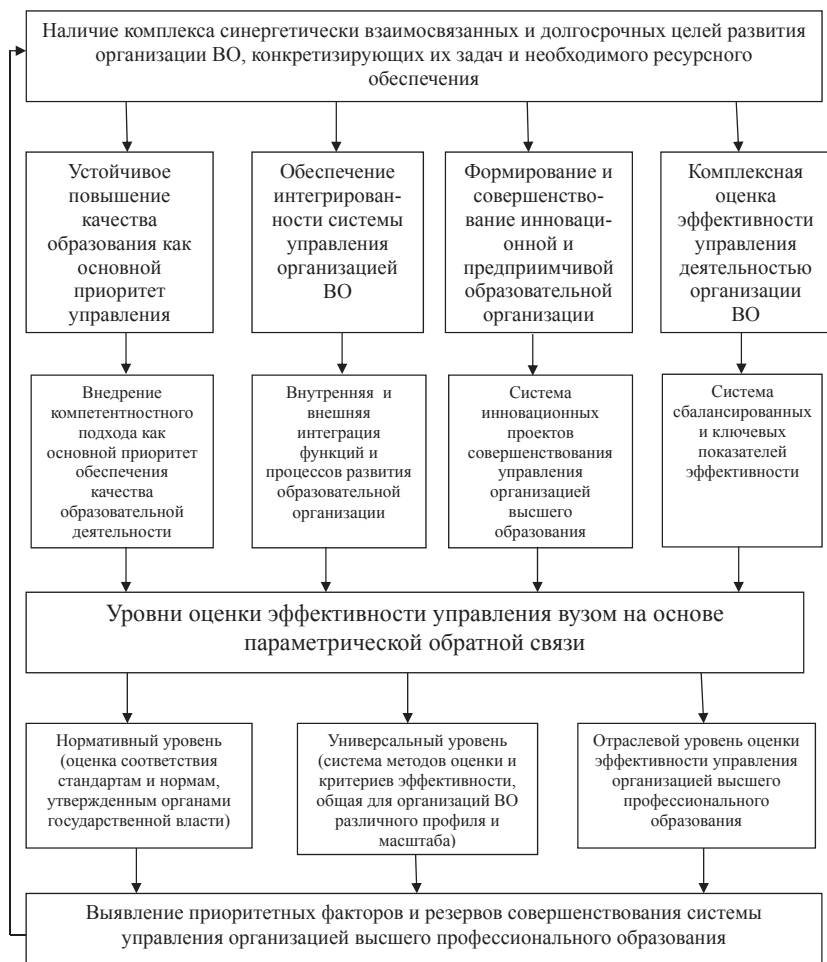 Наличие комплекса синергетически взаимосвязанных и долгосрочных целей развития
организации ВО, конкретизирующих их задач и необходимого ресурсного
обеспечения
Устойчивое
повышение
качества
образования как
основной
приоритет
управления
Обеспечение
интегрирован-
ности системы
управления
организацией
ВО
Формирование и
совершенство-
вание инноваци-
онной и
предприимчивой
образовательной
организации
Комплексная
оценка
эффективности
управления
деятельностью
организации
ВО
Внедрение
компетентностного
подхода как
основной приоритет
обеспечения
качества
образовательной
деятельности
Внутренняя и
внешняя
интеграция
функций и
процессов развития
образовательной
организации
Система
инновационных
проектов
совершенствования
управления
организацией
высшего
образования
Система
сбалансированных
и ключевых
показателей
эффективности
Уровни оценки эффективности управления вузом на основе
параметрической обратной связи
Нормативный уровень
(оценка соответствия
стандартам и нормам,
утвержденным органами
государственной власти)
Универсальный уровень
(система методов оценки и
критериев эффективности,
общая для организаций ВО
различного профиля и
масштаба)
Отраслевой уровень оценки
эффективности управления
организацией высшего
профессионального
образования
Выявление приоритетных факторов и резервов совершенствования системы
управления организацией высшего профессионального образования